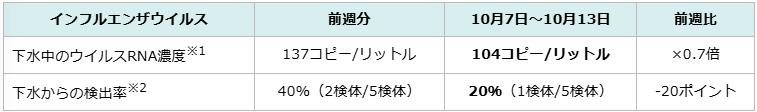 インフルエンザウイルス 前週分 10月7日～10月13日 前週比
下水中のウイルスRNA濃度※1 137コピー/リットル 104コピー/リットル ×0.7倍
下水からの検出率※2 40%（2検体/5検体） 20%（1検体/5検体） -20ポイント